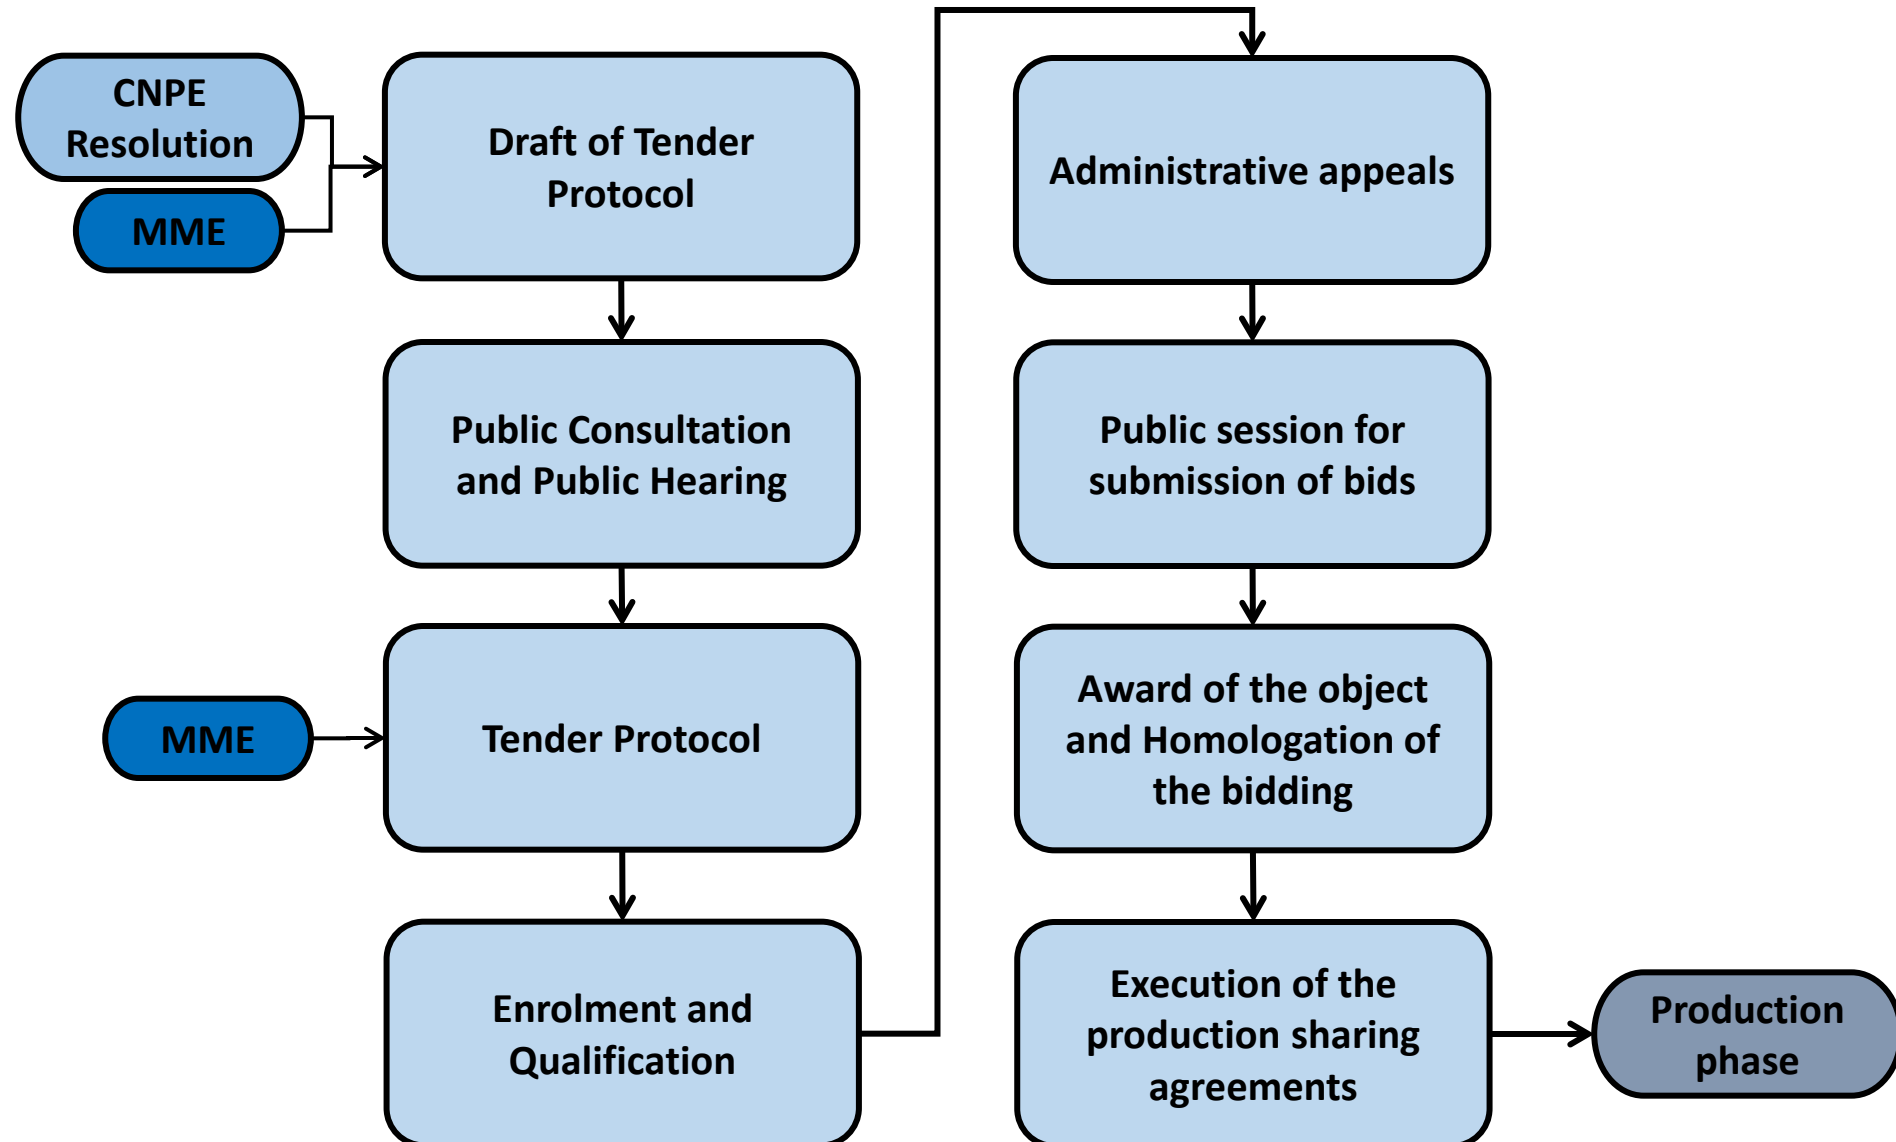 CNPE
Resolution
MME
Draft of Tender
Protocol
Public Consultation
and Public Hearing
MME
Tender Protocol
Enrolment and
Qualification
Administrative appeals
Public session for
submission of bids
Award of the object
and Homologation of
the bidding
Execution of the
production sharing
agreements
Production
phase